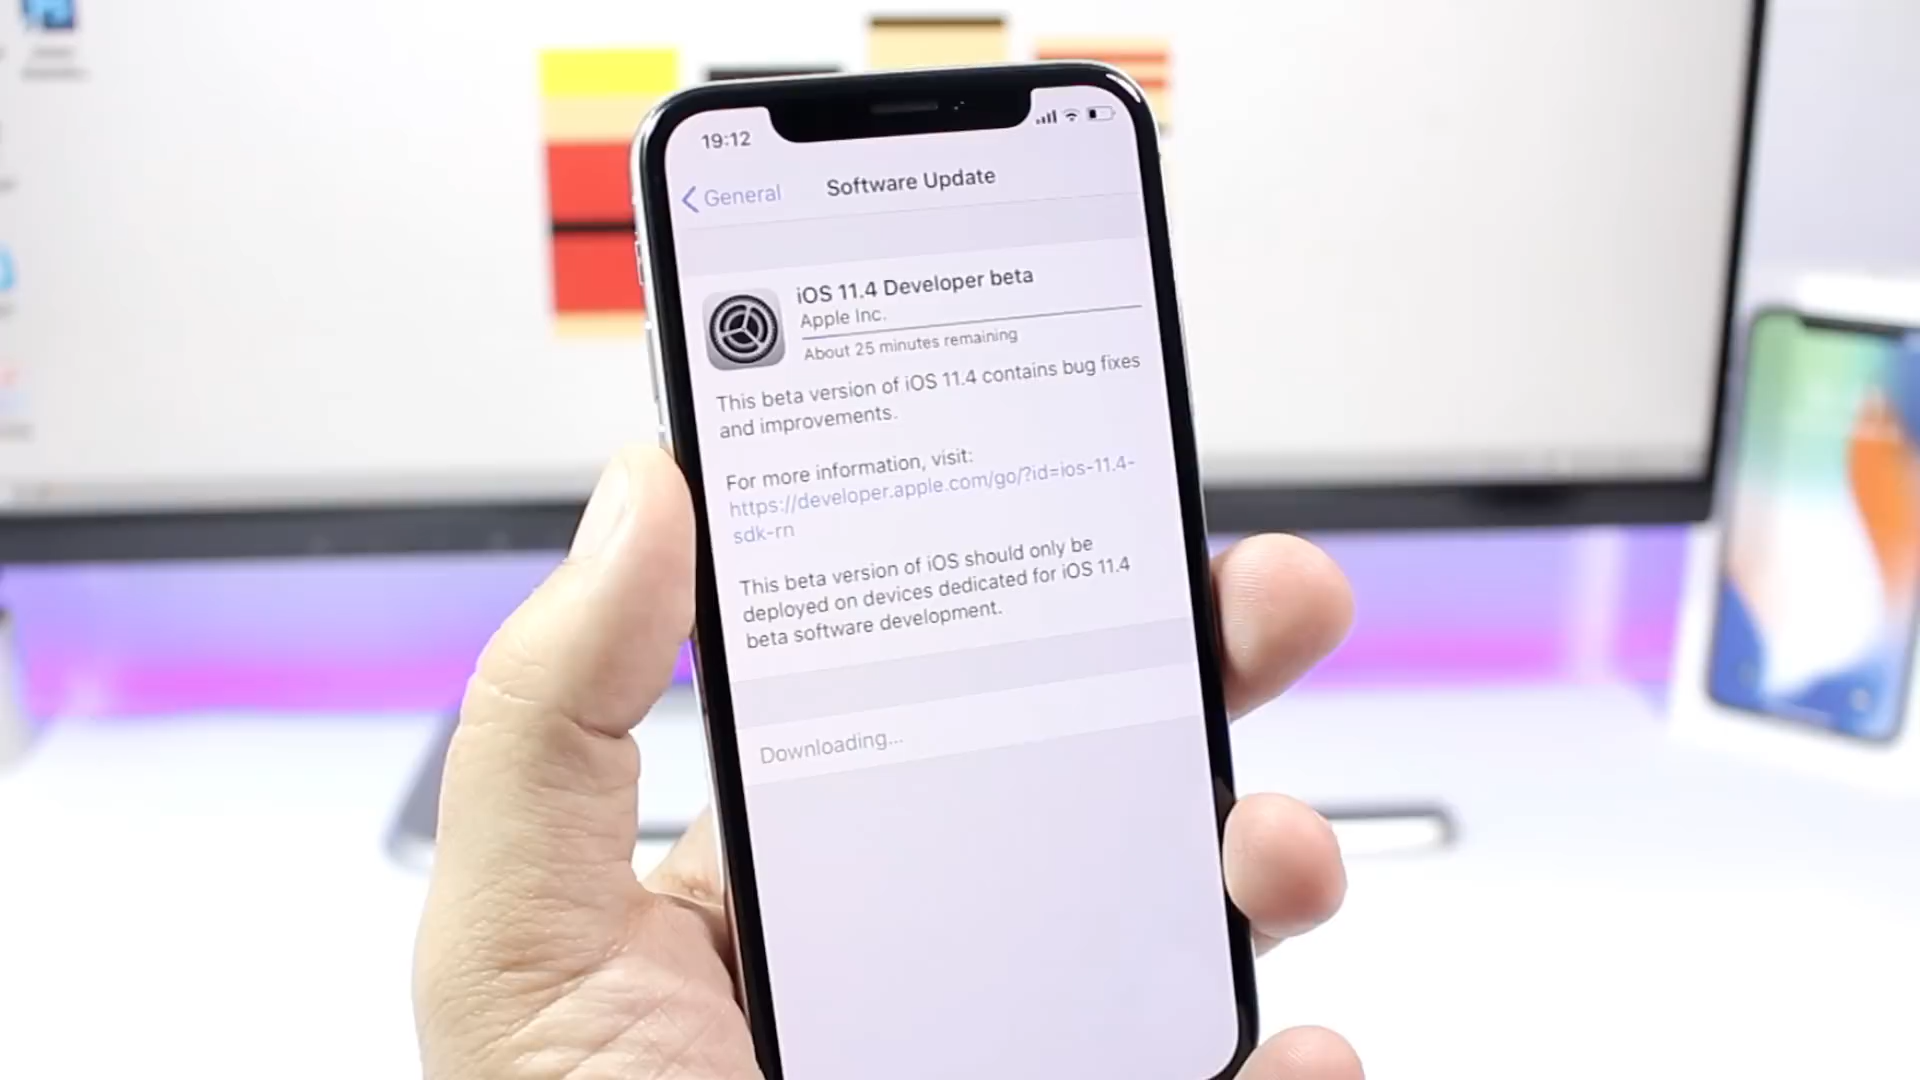 19:12
General
Software Update
iOS 11.4 Developer beta
Apple Inc.
About 25 minutes remaining
This beta version of iOS 11.4 contains bug fixes
and improvements.
For more information, visit:
https://developer.apple.com/go/?id=ios-11.4-
sdk-rn
This beta version of iOS should only be
deployed on devices dedicated for iOS 11.4
beta software development.
Downloading...